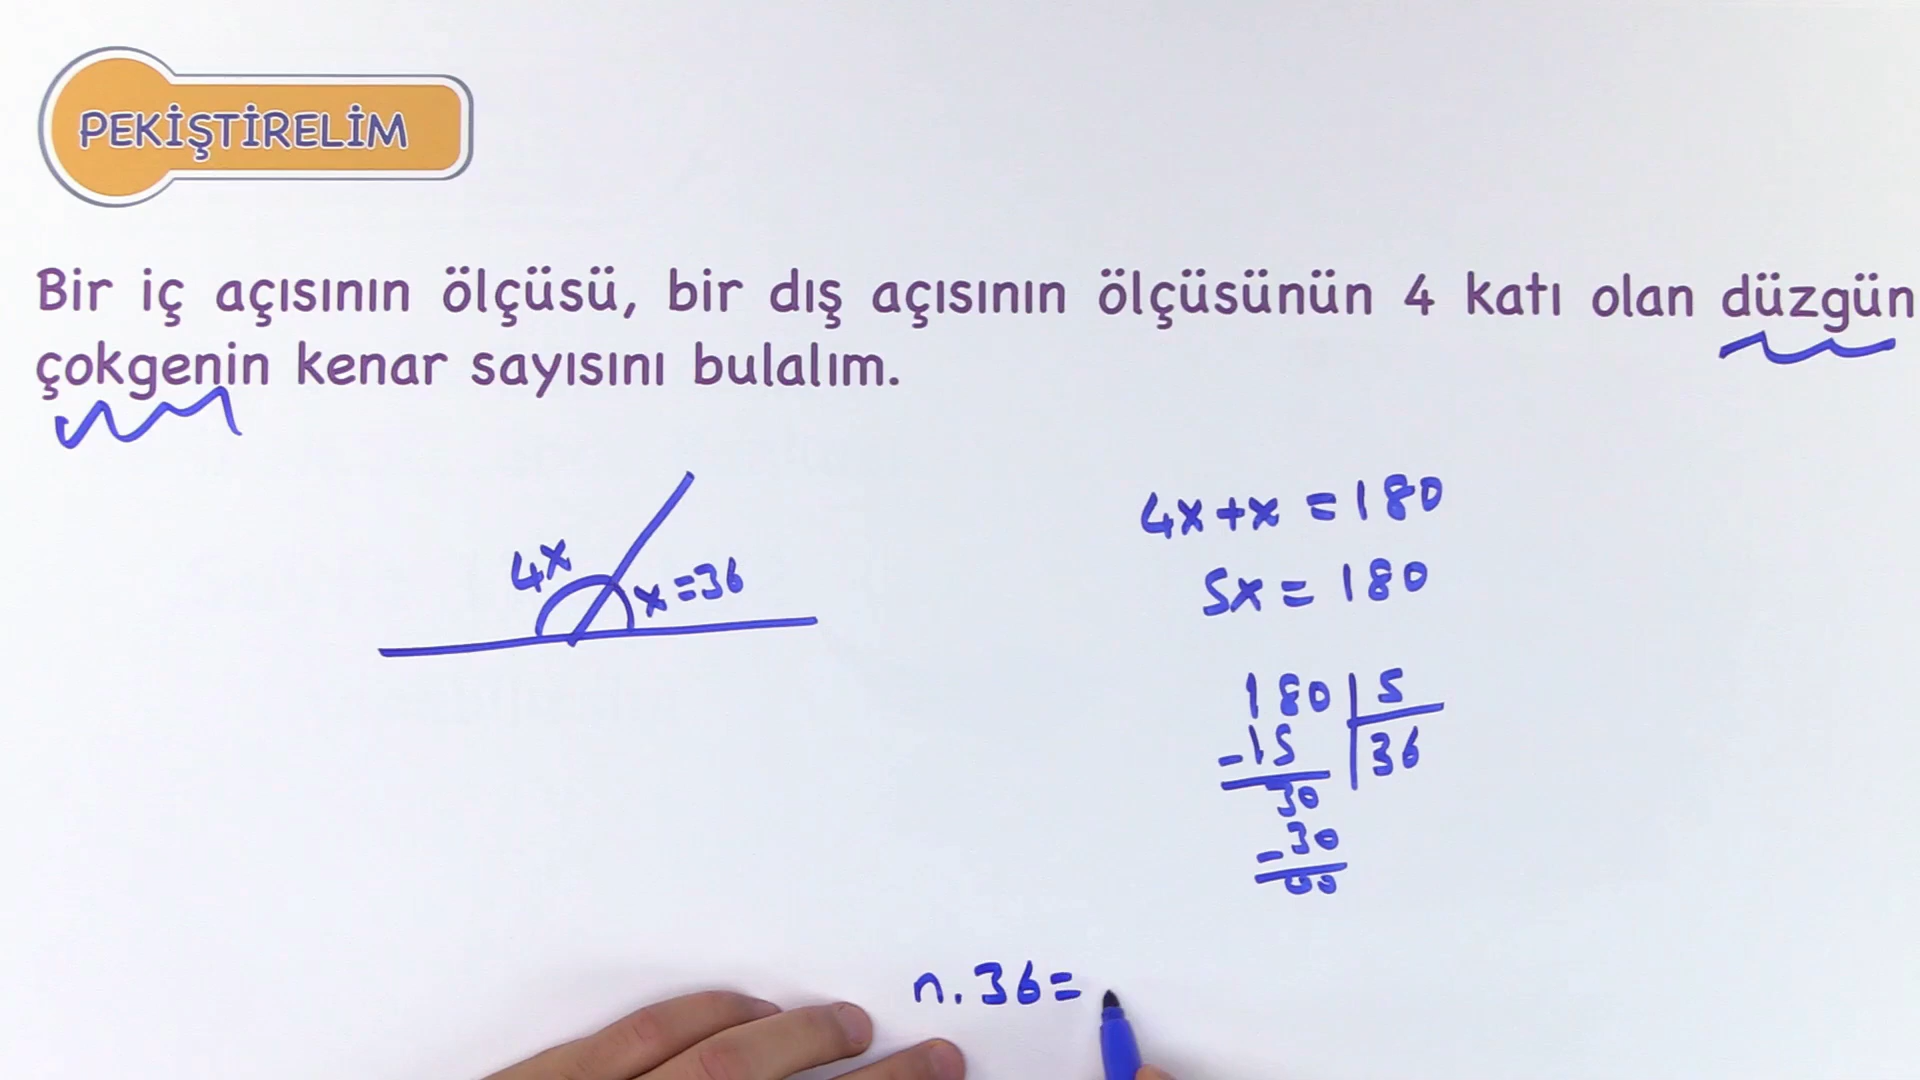 PEKİŞTİRELİM
Bir iç açısının ölçüsü, bir dış açısının ölçüsünün 4 katı olan düzgün
çokgenin kenar sayısını bulalım.
4x
x=36
4x+x=180
5x=180
180 5
-15 36
30
-30
00
n.36=